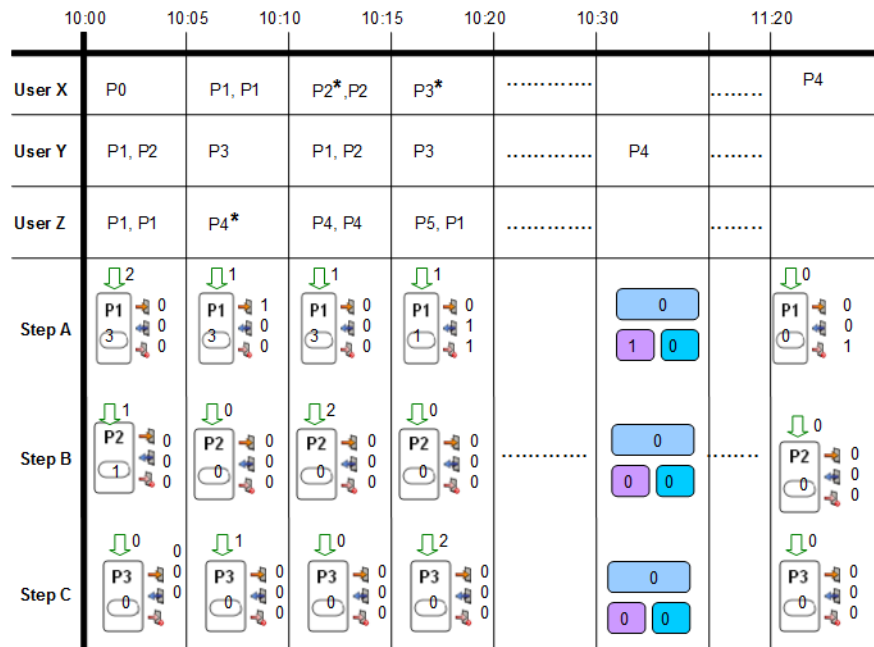 10:00 10:05 10:10 10:15 10:20 10:30 11:20
User X P0 P1, P1 P2*,P2 P3* ............. ....... P4
User Y P1, P2 P3 P1, P2 P3 ............. P4 .......
User Z P1, P1 P4* P4, P4 P5, P1 ............. .......
2 1 1 1 0
Step A P1 3 0 0 0 P1 3 1 0 0 P1 3 0 0 0 P1 1 0 1 1 0 1 0 P1 0 0 0 1
1 0 2 0 0
Step B P2 1 0 0 0 P2 0 0 0 0 P2 0 0 0 0 P2 0 0 0 0 ............. 0 0 0 ....... P2 0 0 0 0
0 1 0 2 0
Step C P3 0 0 0 0 P3 0 0 0 0 P3 0 0 0 0 P3 0 0 0 0 0 0 0 P3 0 0 0 0